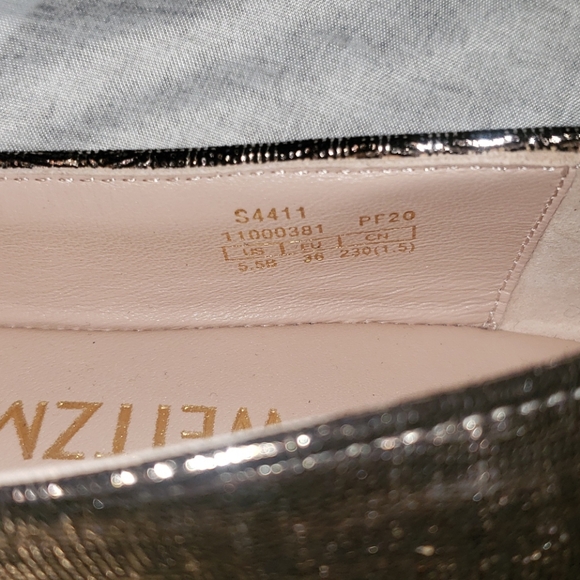 S4411 PF20
11000381
US EU CN
5.5B 36 230(1.5)
WEITZM